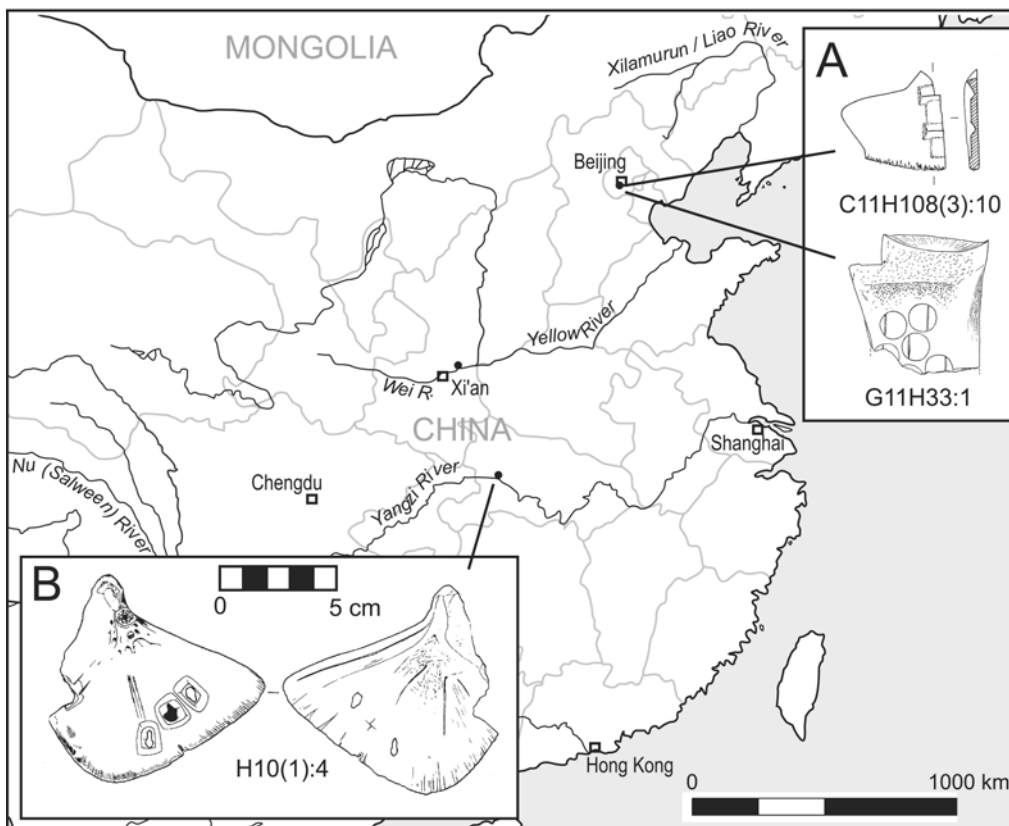 MONGOLIA
Xilamurun / Liao River
A
Beijing
C11H108(3):10
G11H33:1
Yellow River
Wei R.
Xi'an
CHINA
Shanghai
Chengdu
Yangzi River
Nu (Salween) River
B
0
5 cm
H10(1):4
Hong Kong
0
1000 km